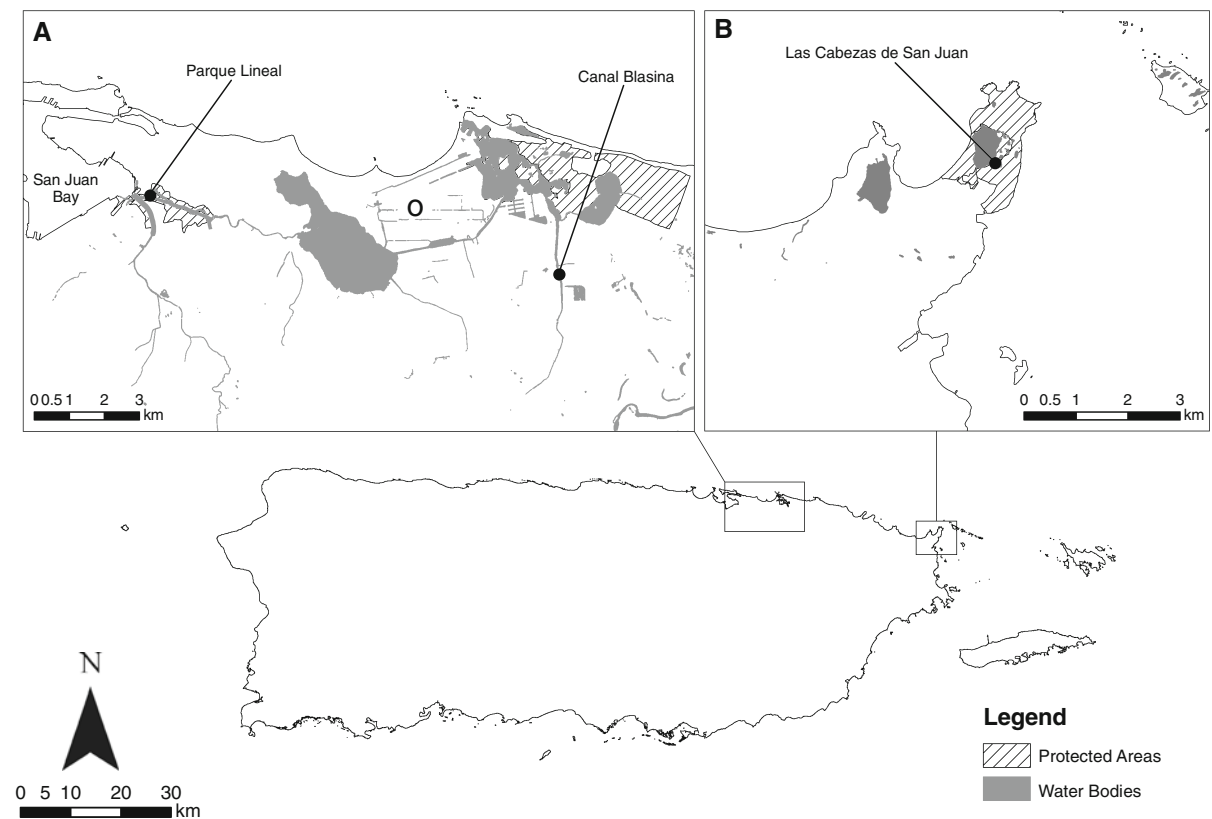 A
Parque Lineal
Canal Blasina
San Juan
Bay
O
0 0.5 1 2 3
km
B
Las Cabezas de San Juan
0 0.5 1 2 3
km
N
0 5 10 20 30
km
Legend
Protected Areas
Water Bodies